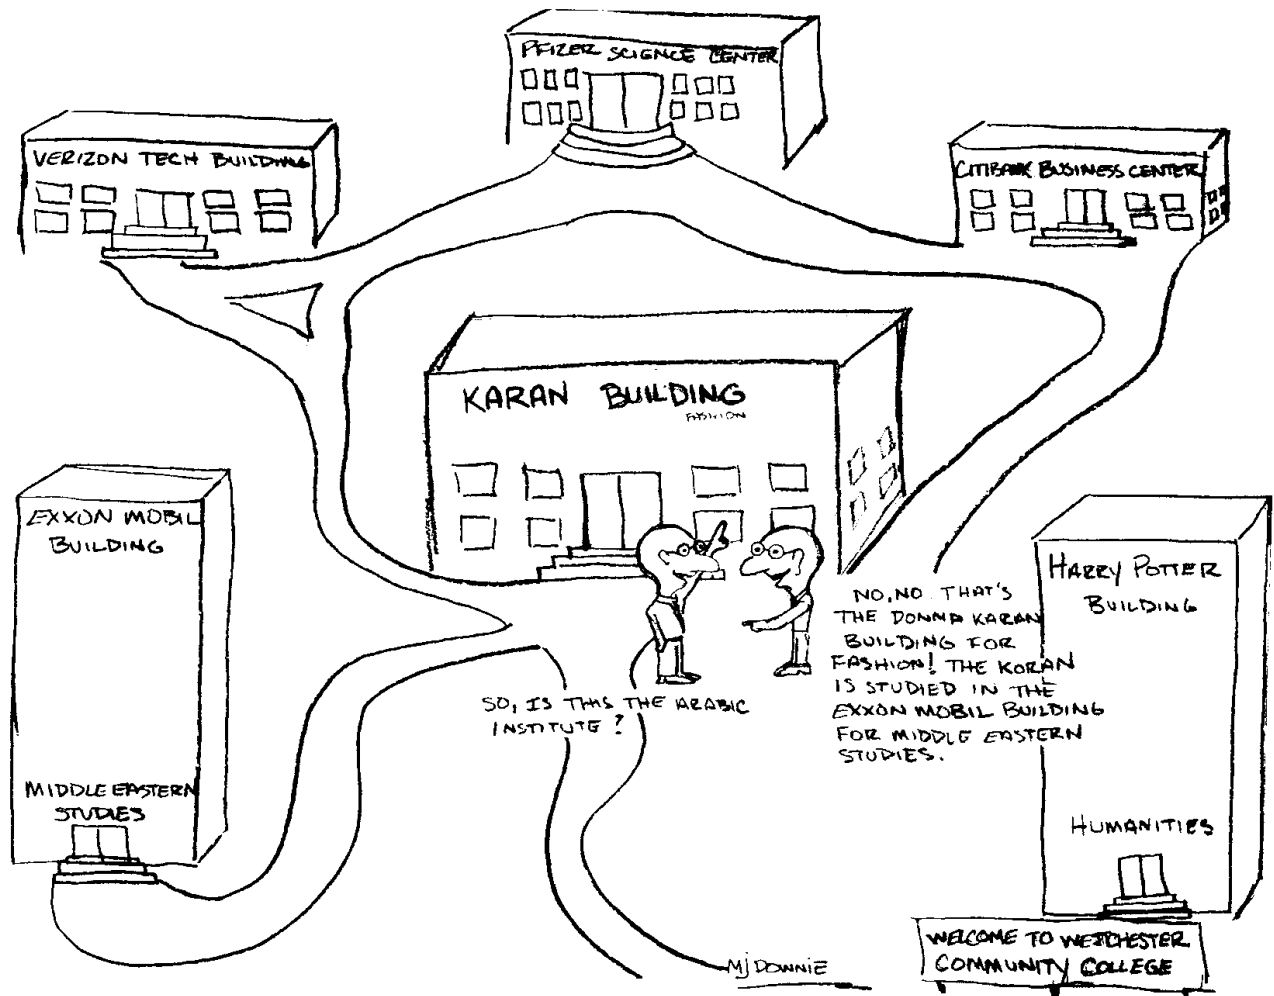 PFIZER SCIENCE CENTER
VERIZON TECH BUILDING
CITIBANK BUSINESS CENTER
KARAN BUILDING
FASHION
EXXON MOBIL
BUILDING
MIDDLE EASTERN
STUDIES
HARRY POTTER
BUILDING
HUMANITIES
SO, IS THIS THE ARABIC
INSTITUTE?
NO, NO. THAT'S
THE DONNA KARAN
BUILDING FOR
FASHION! THE KORAN
IS STUDIED IN THE
EXXON MOBIL BUILDING
FOR MIDDLE EASTERN
STUDIES.
WELCOME TO WESTCHESTER
COMMUNITY COLLEGE
MJ DOWNIE